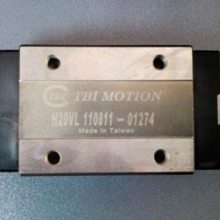 TBI MOTION
H20VL 110811-01274
Made in Taiwan